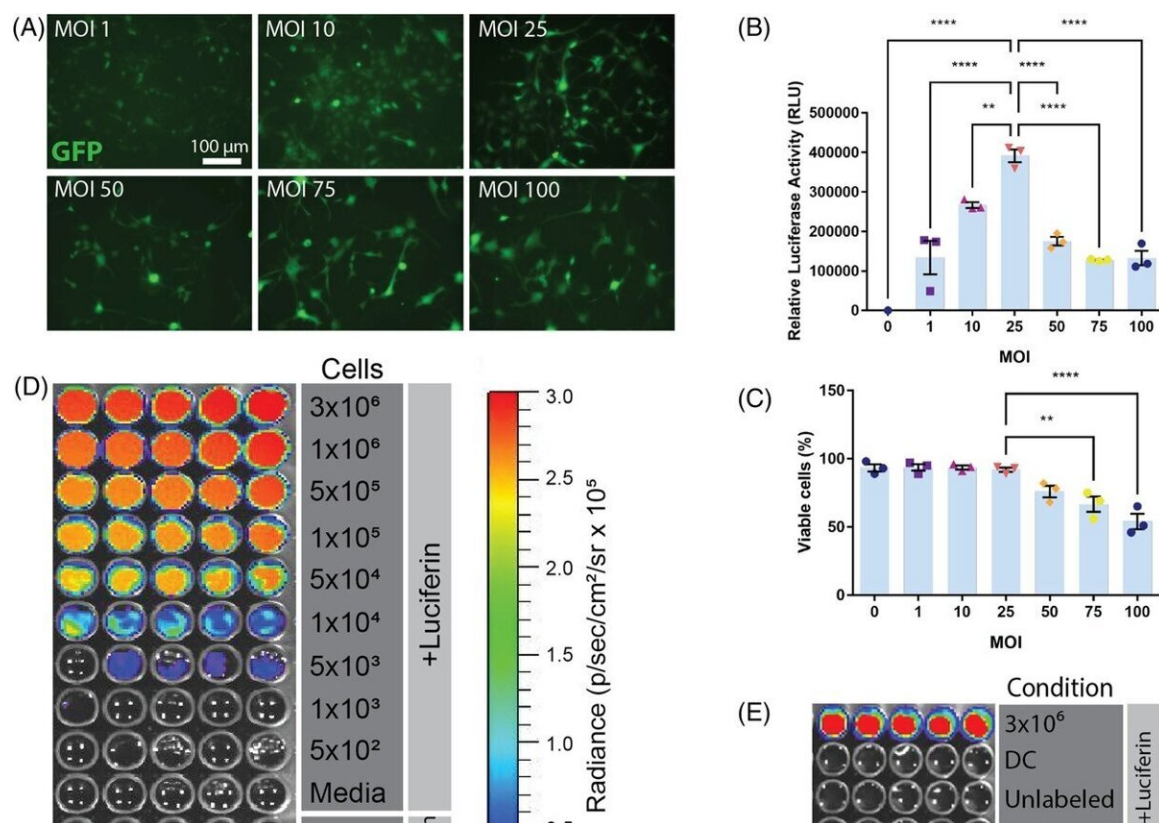 (A)
MOI 1
MOI 10
MOI 25
GFP
100 µm
MOI 50
MOI 75
MOI 100
(B)
****
****
****
****
**
****
Relative Luciferase Activity (RLU)
500000
400000
300000
200000
100000
0
0 1 10 25 50 75 100
MOI
(C)
****
**
Viable cells (%)
150
100
50
0
0 1 10 25 50 75 100
MOI
(D)
Cells
3x10⁶
1x10⁶
5x10⁵
1x10⁵
5x10⁴
1x10⁴
5x10³
1x10³
5x10²
Media
+Luciferin
3.0
2.5
2.0
1.5
1.0
Radiance (p/sec/cm²/sr x 10⁵
(E)
Condition
3x10⁶
DC
Unlabeled
+Luciferin